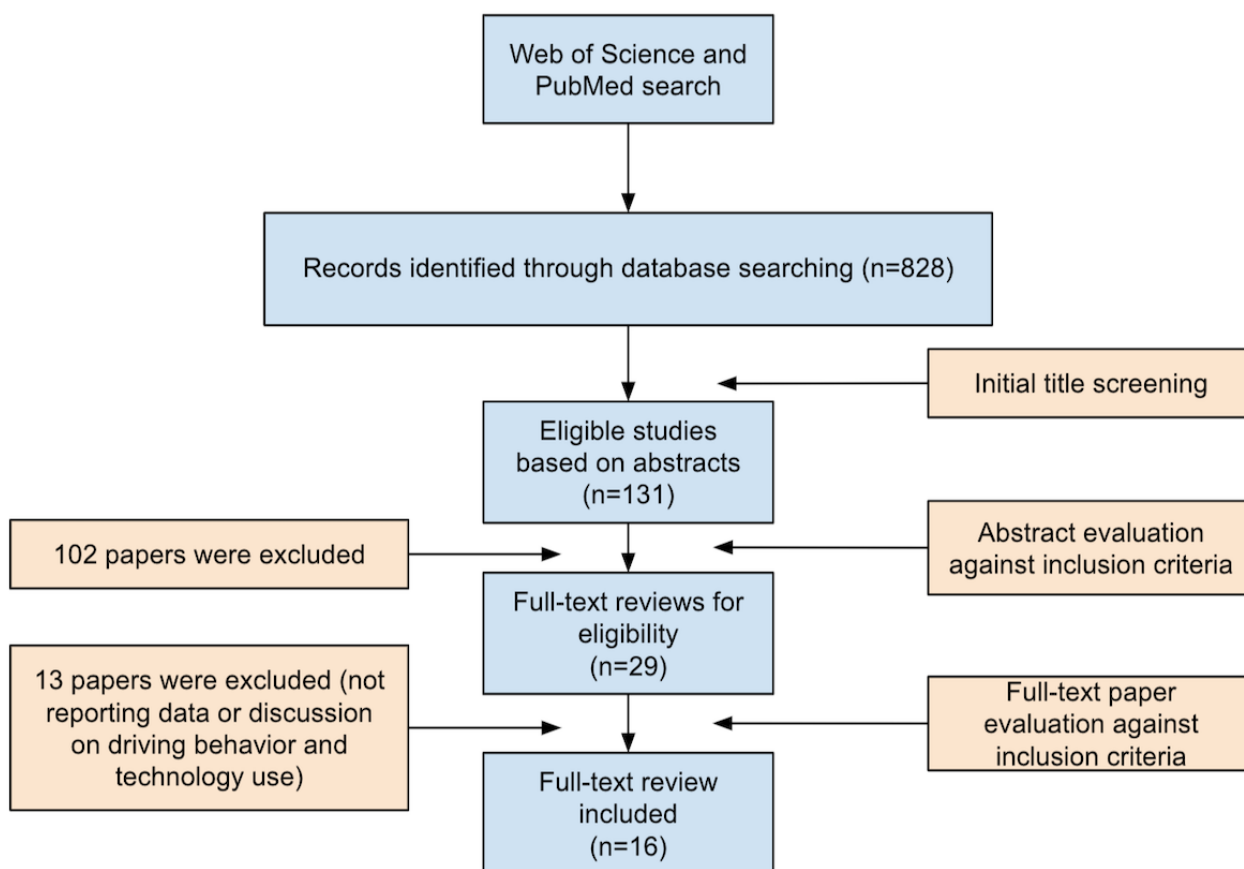 Web of Science and
PubMed search
Records identified through database searching (n=828)
Initial title screening
Eligible studies
based on abstracts
(n=131)
102 papers were excluded
Abstract evaluation
against inclusion criteria
Full-text reviews for
eligibility
(n=29)
13 papers were excluded (not
reporting data or discussion
on driving behavior and
technology use)
Full-text paper
evaluation against
inclusion criteria
Full-text review
included
(n=16)